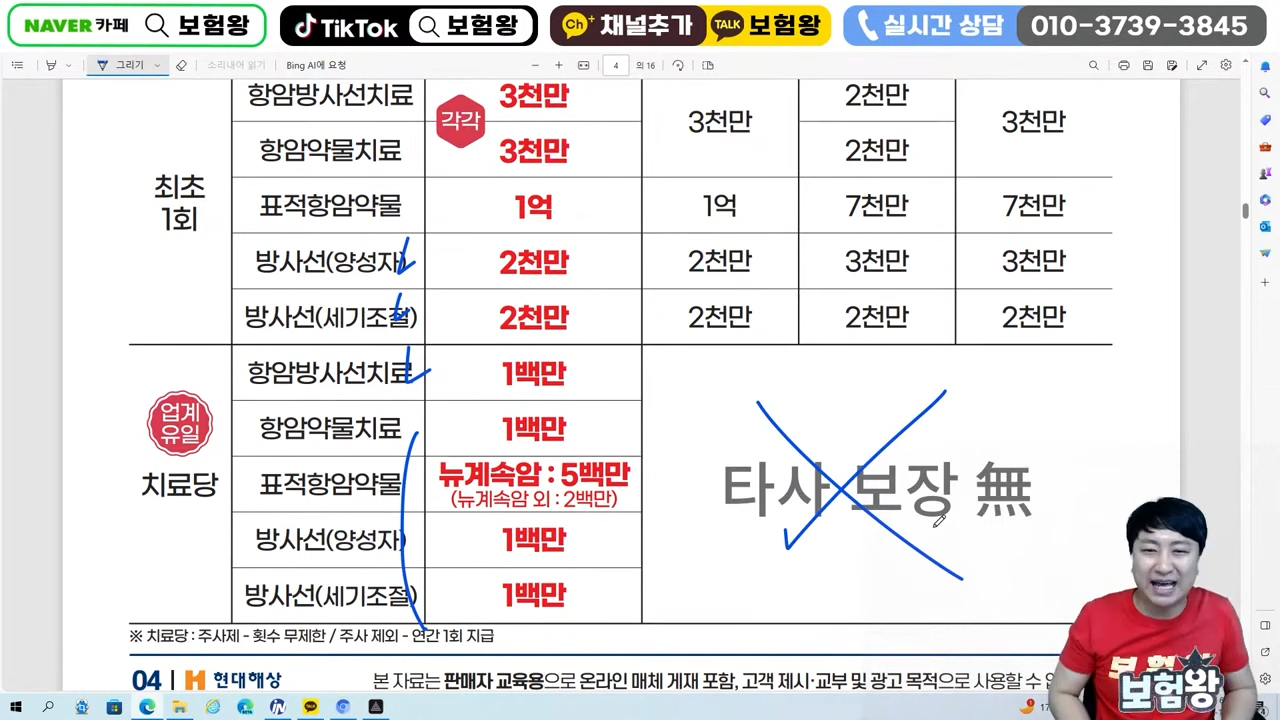 NAVER 카페 보험왕 TikTok 보험왕 Ch+ 채널추가 TALK 보험왕 실시간 상담 010-3739-3845
그리기 소리내어 읽기 Bing AI에 요청 4 의 16
항암방사선치료 3천만 3천만 2천만 3천만
각각
항암약물치료 3천만 2천만
최초
1회
표적항암약물 1억 1억 7천만 7천만
방사선(양성자) 2천만 2천만 3천만 3천만
방사선(세기조절) 2천만 2천만 2천만 2천만
항암방사선치료 1백만
업계
유일
항암약물치료 1백만
치료당
표적항암약물 뉴계속암 : 5백만
(뉴계속암 외 : 2백만)
타사 보장 無
방사선(양성자) 1백만
방사선(세기조절) 1백만
※ 치료당 : 주사제 - 횟수 무제한 / 주사 제외 - 연간 1회 지급
04 현대해상 본 자료는 판매자 교육용으로 온라인 매체 게재 포함, 고객 제시·교부 및 광고 목적으로 사용할 수
보험왕
17